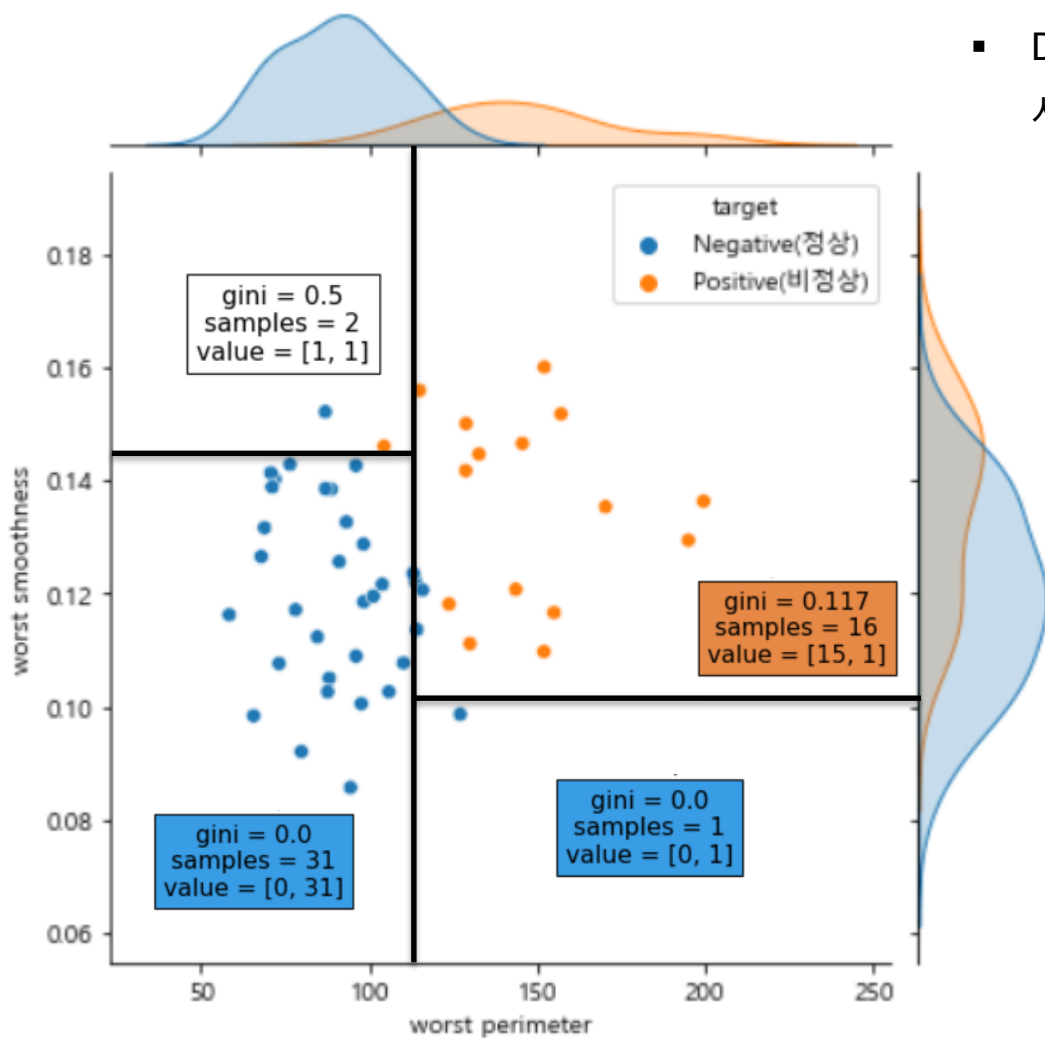 target
Negative(정상)
Positive(비정상)
0.18
0.16
0.14
0.12
0.10
0.08
0.06
worst smoothness
gini = 0.5
samples = 2
value = [1, 1]
gini = 0.117
samples = 16
value = [15, 1]
gini = 0.0
samples = 1
value = [0, 1]
gini = 0.0
samples = 31
value = [0, 31]
50 100 150 200 250
worst perimeter